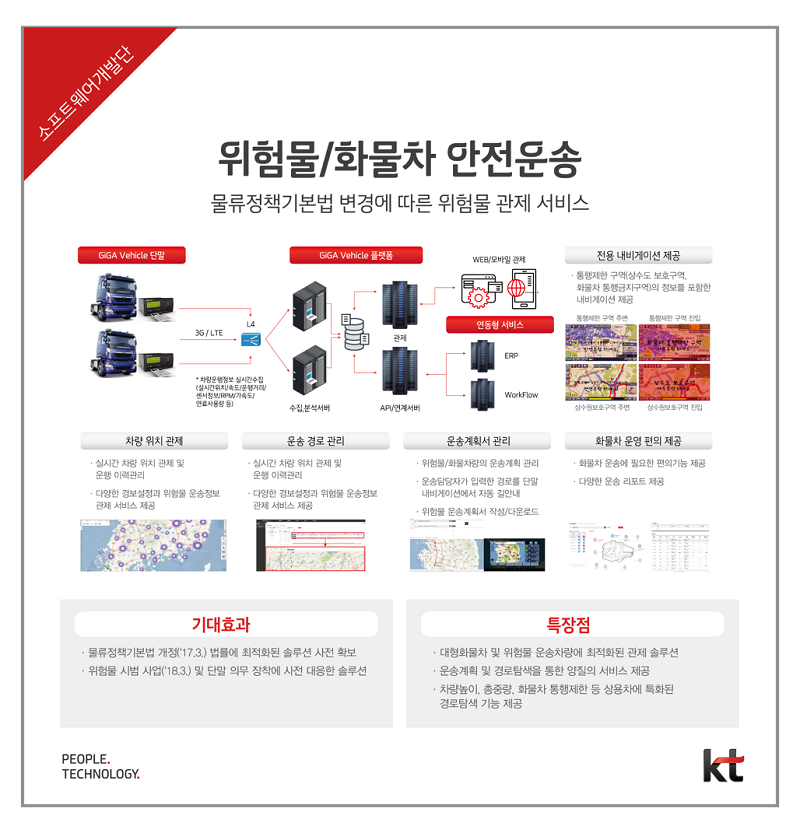 소프트웨어개발단
위험물/화물차 안전운송
물류정책기본법 변경에 따른 위험물 관제 서비스
GiGA Vehicle 단말
3G / LTE
L4
* 차량운행정보 실시간수집
(실시간위치/속도/운행거리/
센서정보/RPM/가속도/
연료사용량 등)
GiGA Vehicle 플랫폼
수집,분석서버
관제
API/연계서버
WEB/모바일 관제
연동형 서비스
ERP
WorkFlow
전용 내비게이션 제공
· 통행제한 구역(상수도 보호구역,
화물차 통행금지구역)의 정보를 포함한
내비게이션 제공
통행제한 구역 주변
통행제한 구역 진입
상수원보호구역 주변
상수원보호구역 진입
차량 위치 관제
· 실시간 차량 위치 관제 및
운행 이력관리
· 다양한 경보설정과 위험물 운송정보
관제 서비스 제공
운송 경로 관리
· 실시간 차량 위치 관제 및
운행 이력관리
· 다양한 경보설정과 위험물 운송정보
관제 서비스 제공
운송계획서 관리
· 위험물/화물차량의 운송계획 관리
· 운송담당자가 입력한 경로를 단말
내비게이션에서 자동 길안내
· 위험물 운송계획서 작성/다운로드
화물차 운영 편의 제공
· 화물차 운송에 필요한 편의기능 제공
· 다양한 운송 리포트 제공
기대효과
· 물류정책기본법 개정('17.3.) 법률에 최적화된 솔루션 사전 확보
· 위험물 시범 사업('18.3.) 및 단말 의무 장착에 사전 대응한 솔루션
특장점
· 대형화물차 및 위험물 운송차량에 최적화된 관제 솔루션
· 운송계획 및 경로탐색을 통한 양질의 서비스 제공
· 차량높이, 총중량, 화물차 통행제한 등 상용차에 특화된
경로탐색 기능 제공
PEOPLE.
TECHNOLOGY.
kt